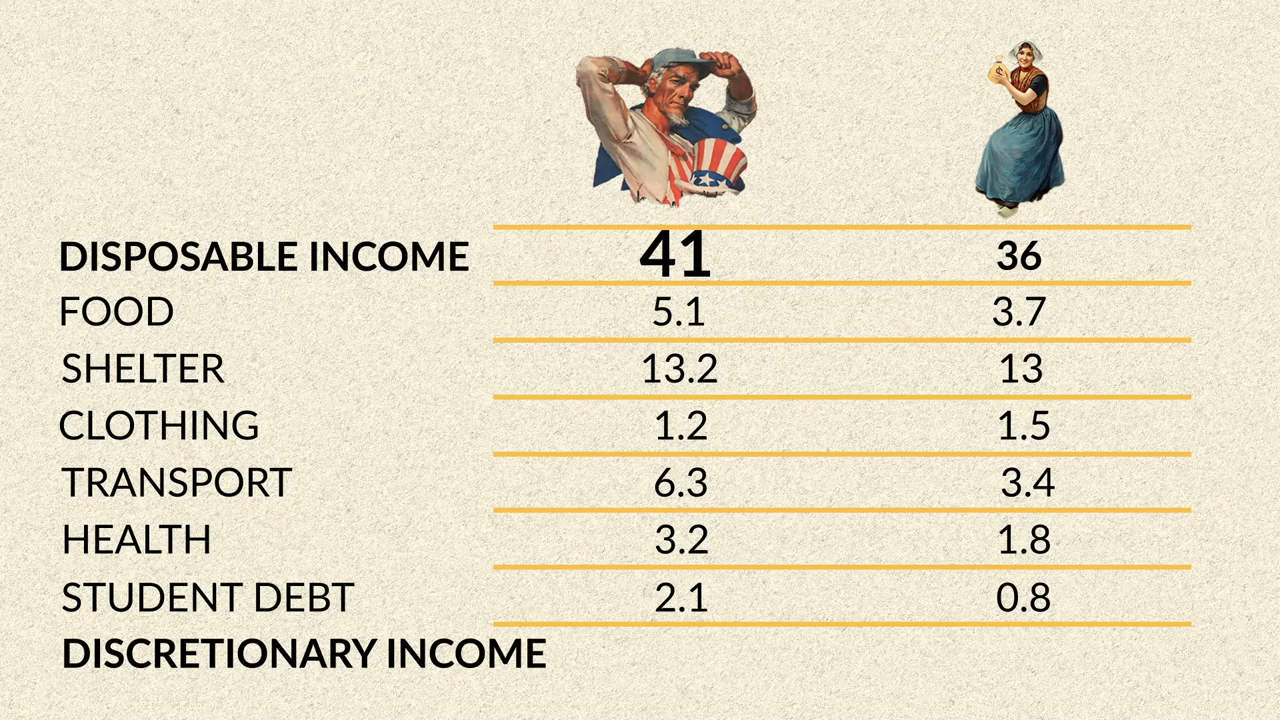 DISPOSABLE INCOME 41 36
FOOD 5.1 3.7
SHELTER 13.2 13
CLOTHING 1.2 1.5
TRANSPORT 6.3 3.4
HEALTH 3.2 1.8
STUDENT DEBT 2.1 0.8
DISCRETIONARY INCOME